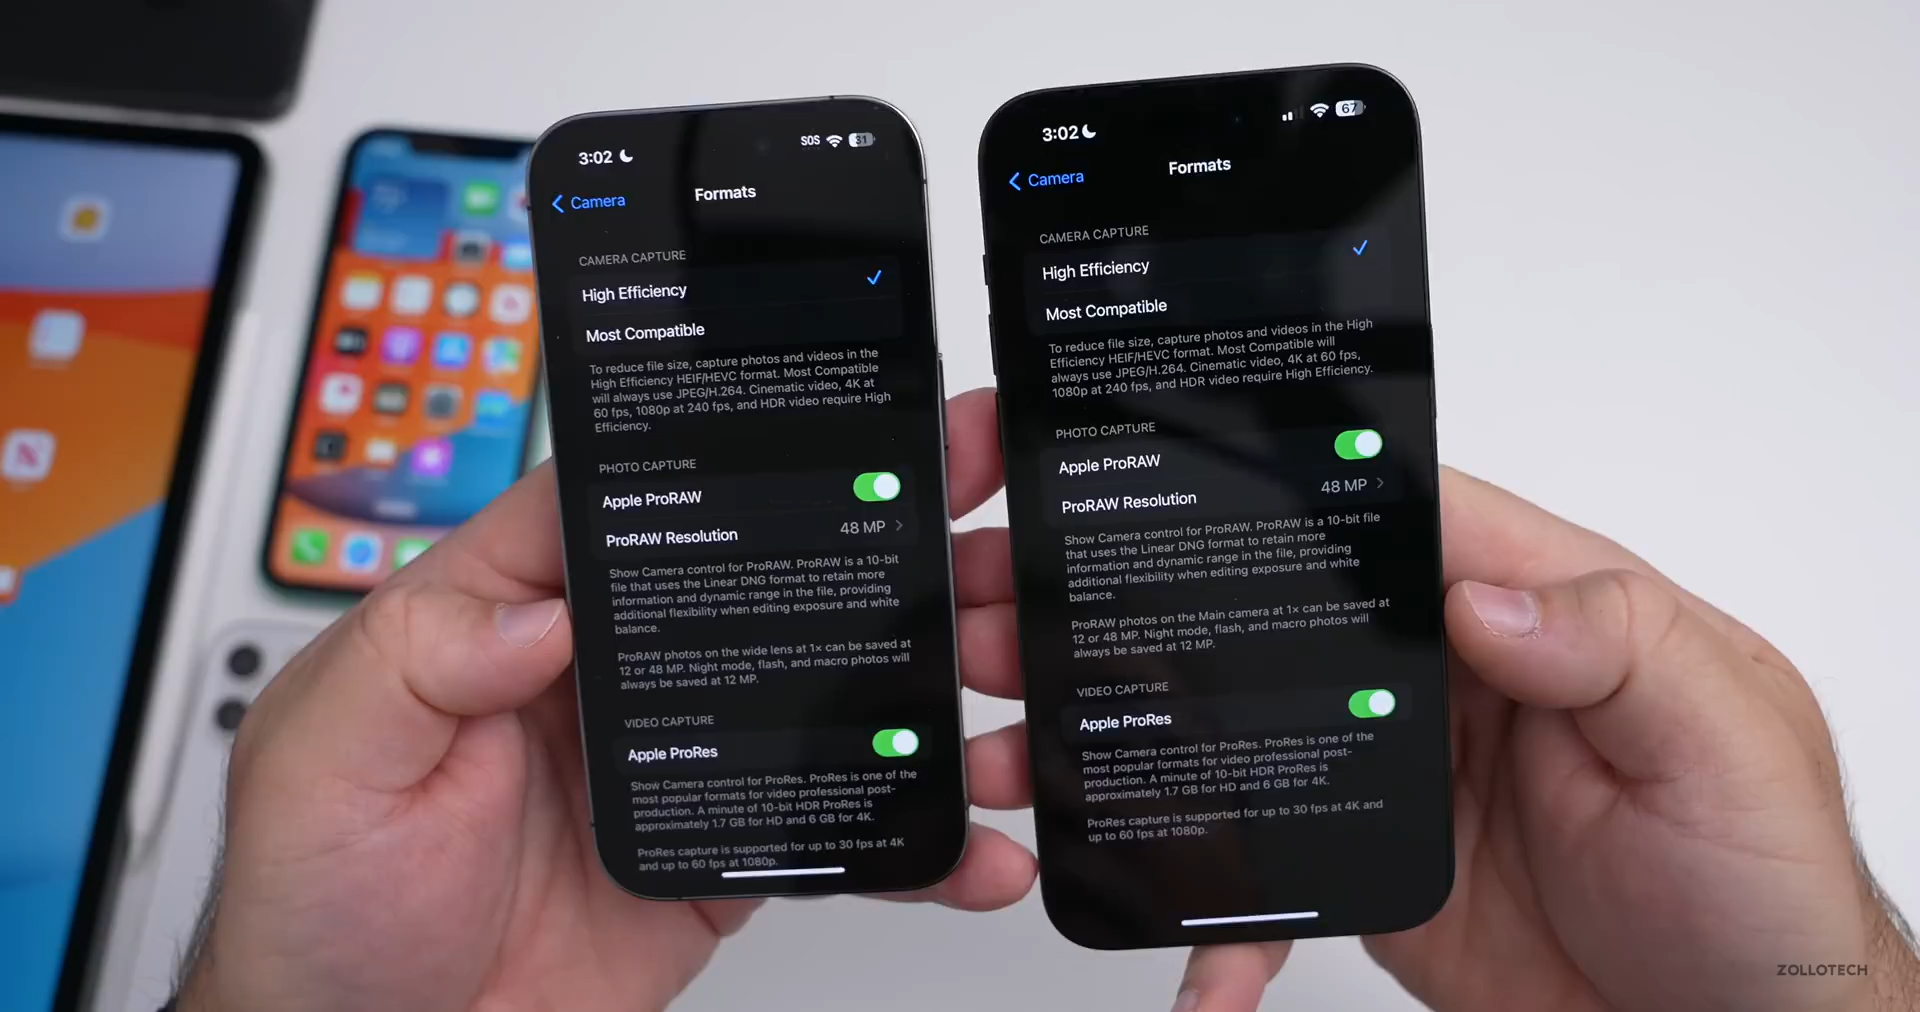 3:02
SOS
31
Camera
Formats
CAMERA CAPTURE
High Efficiency
Most Compatible
To reduce file size, capture photos and videos in the
High Efficiency HEIF/HEVC format. Most Compatible
will always use JPEG/H.264. Cinematic video, 4K at
60 fps, 1080p at 240 fps, and HDR video require High
Efficiency.
PHOTO CAPTURE
Apple ProRAW
ProRAW Resolution 48 MP
Show Camera control for ProRAW. ProRAW is a 10-bit
file that uses the Linear DNG format to retain more
information and dynamic range in the file, providing
additional flexibility when editing exposure and white
balance.
ProRAW photos on the wide lens at 1× can be saved at
12 or 48 MP. Night mode, flash, and macro photos will
always be saved at 12 MP.
VIDEO CAPTURE
Apple ProRes
Show Camera control for ProRes. ProRes is one of the
most popular formats for video professional post-
production. A minute of 10-bit HDR ProRes is
approximately 1.7 GB for HD and 6 GB for 4K.
ProRes capture is supported for up to 30 fps at 4K
and up to 60 fps at 1080p.
3:02
67
Camera
Formats
CAMERA CAPTURE
High Efficiency
Most Compatible
To reduce file size, capture photos and videos in the High
Efficiency HEIF/HEVC format. Most Compatible will
always use JPEG/H.264. Cinematic video, 4K at 60 fps,
1080p at 240 fps, and HDR video require High Efficiency.
PHOTO CAPTURE
Apple ProRAW
ProRAW Resolution 48 MP
Show Camera control for ProRAW. ProRAW is a 10-bit file
that uses the Linear DNG format to retain more
information and dynamic range in the file, providing
additional flexibility when editing exposure and white
balance.
ProRAW photos on the Main camera at 1× can be saved at
12 or 48 MP. Night mode, flash, and macro photos will
always be saved at 12 MP.
VIDEO CAPTURE
Apple ProRes
Show Camera control for ProRes. ProRes is one of the
most popular formats for video professional post-
production. A minute of 10-bit HDR ProRes is
approximately 1.7 GB for HD and 6 GB for 4K.
ProRes capture is supported for up to 30 fps at 4K and
up to 60 fps at 1080p.
ZOLLOTECH